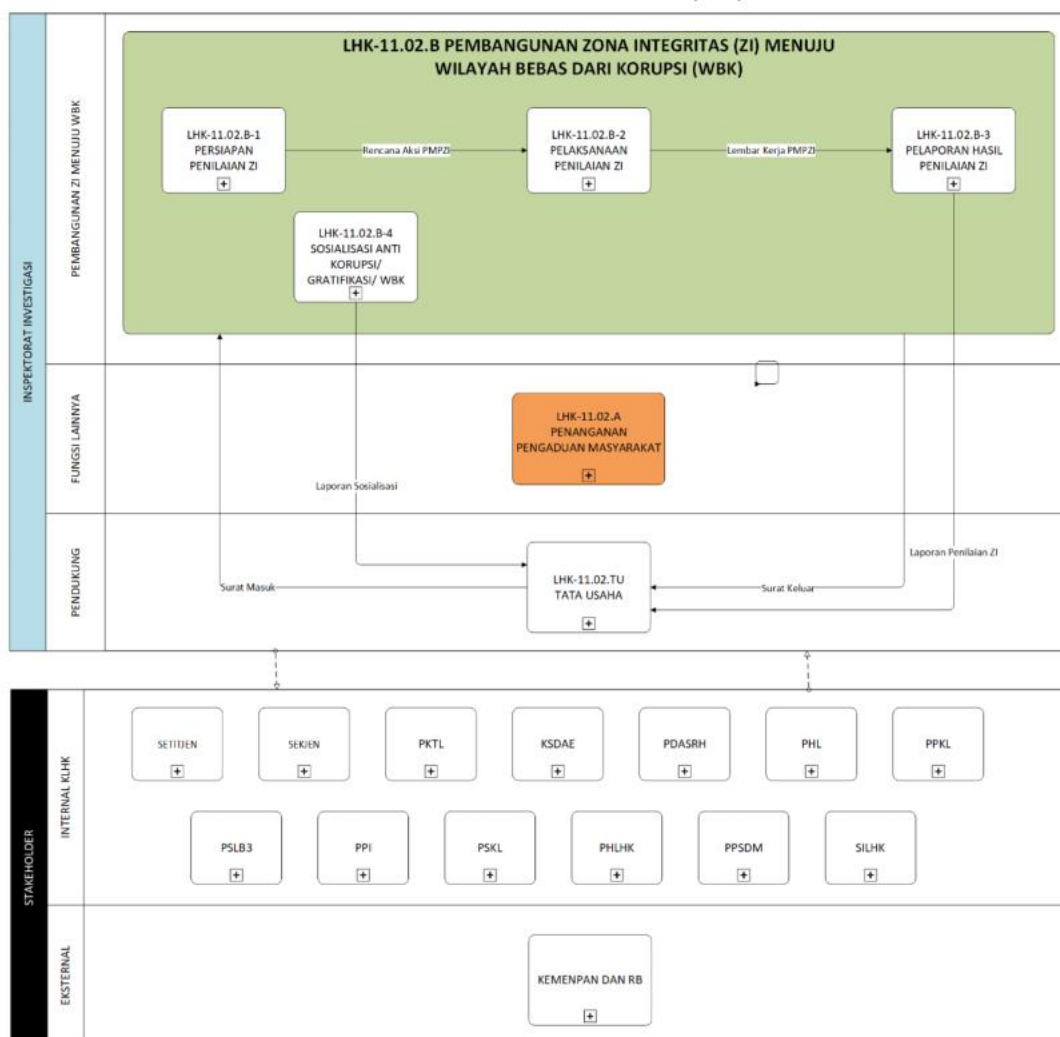 LHK-11.02.B PEMBANGUNAN ZONA INTEGRITAS (ZI) MENUJU
WILAYAH BEBAS DARI KORUPSI (WBK)
INSPEKTORAT INVESTIGASI
PEMBANGUNAN ZI MENUJU WBK
LHK-11.02.B-1
PERSIAPAN
PENILAIAN ZI
Rencana Aksi PMPZI
LHK-11.02.B-2
PELAKSANAAN
PENILAIAN ZI
Lembar Kerja PMPZI
LHK-11.02.B-3
PELAPORAN HASIL
PENILAIAN ZI
LHK-11.02.B-4
SOSIALISASI ANTI
KORUPSI/
GRATIFIKASI/ WBK
FUNGSI LAINNYA
LHK-11.02.A
PENANGANAN
PENGADUAN MASYARAKAT
Laporan Sosialisasi
PENDUKUNG
Laporan Penilaian ZI
Surat Masuk
LHK-11.02.TU
TATA USAHA
Surat Keluar
STAKEHOLDER
INTERNAL KLHK
SETITJEN
SEKJEN
PKTL
KSDAE
PDASRH
PHL
PPKL
PSLB3
PPI
PSKL
PHLHK
PPSDM
SILHK
EKSTERNAL
KEMENPAN DAN RB